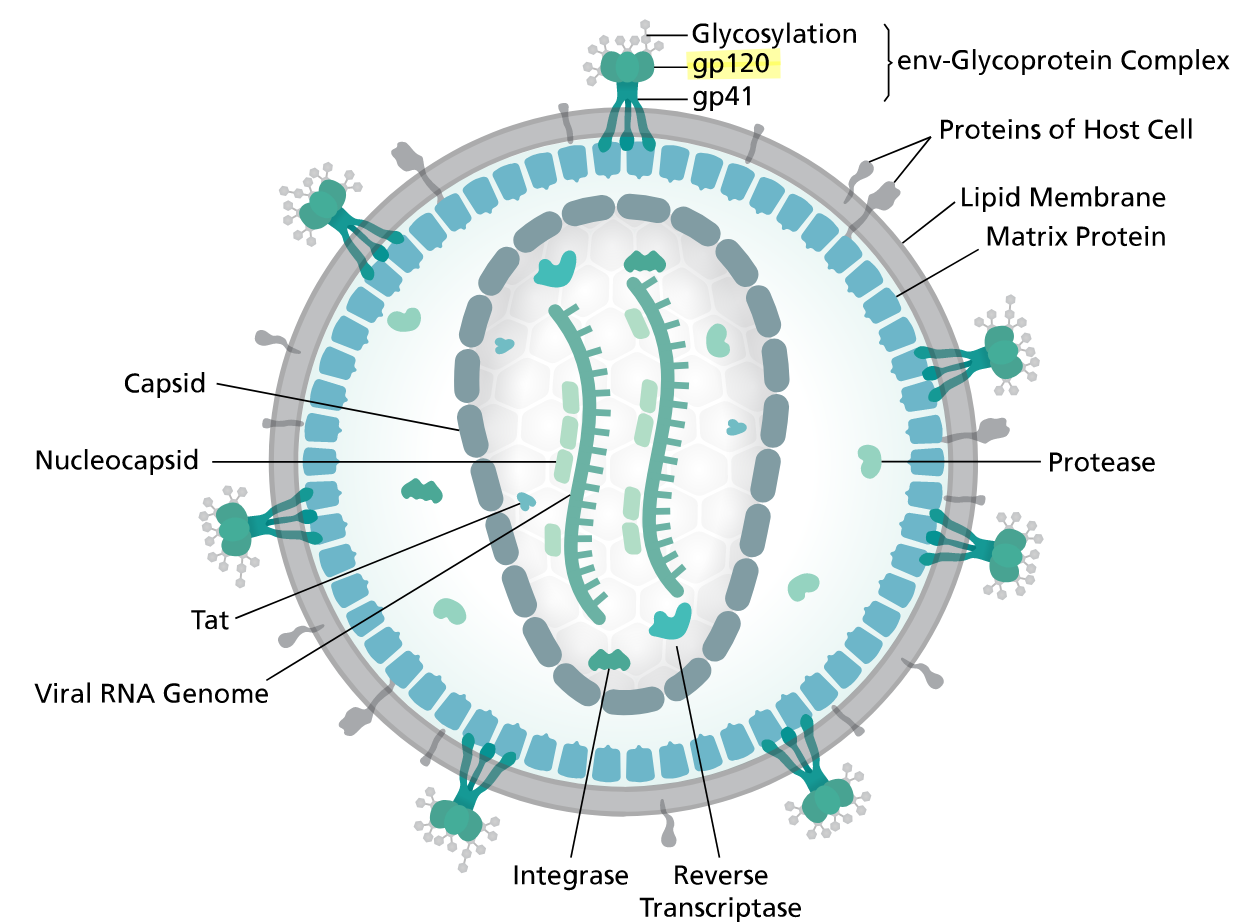 Glycosylation
gp120
gp41
env-Glycoprotein Complex
Proteins of Host Cell
Lipid Membrane
Matrix Protein
Capsid
Nucleocapsid
Protease
Tat
Viral RNA Genome
Integrase
Reverse
Transcriptase